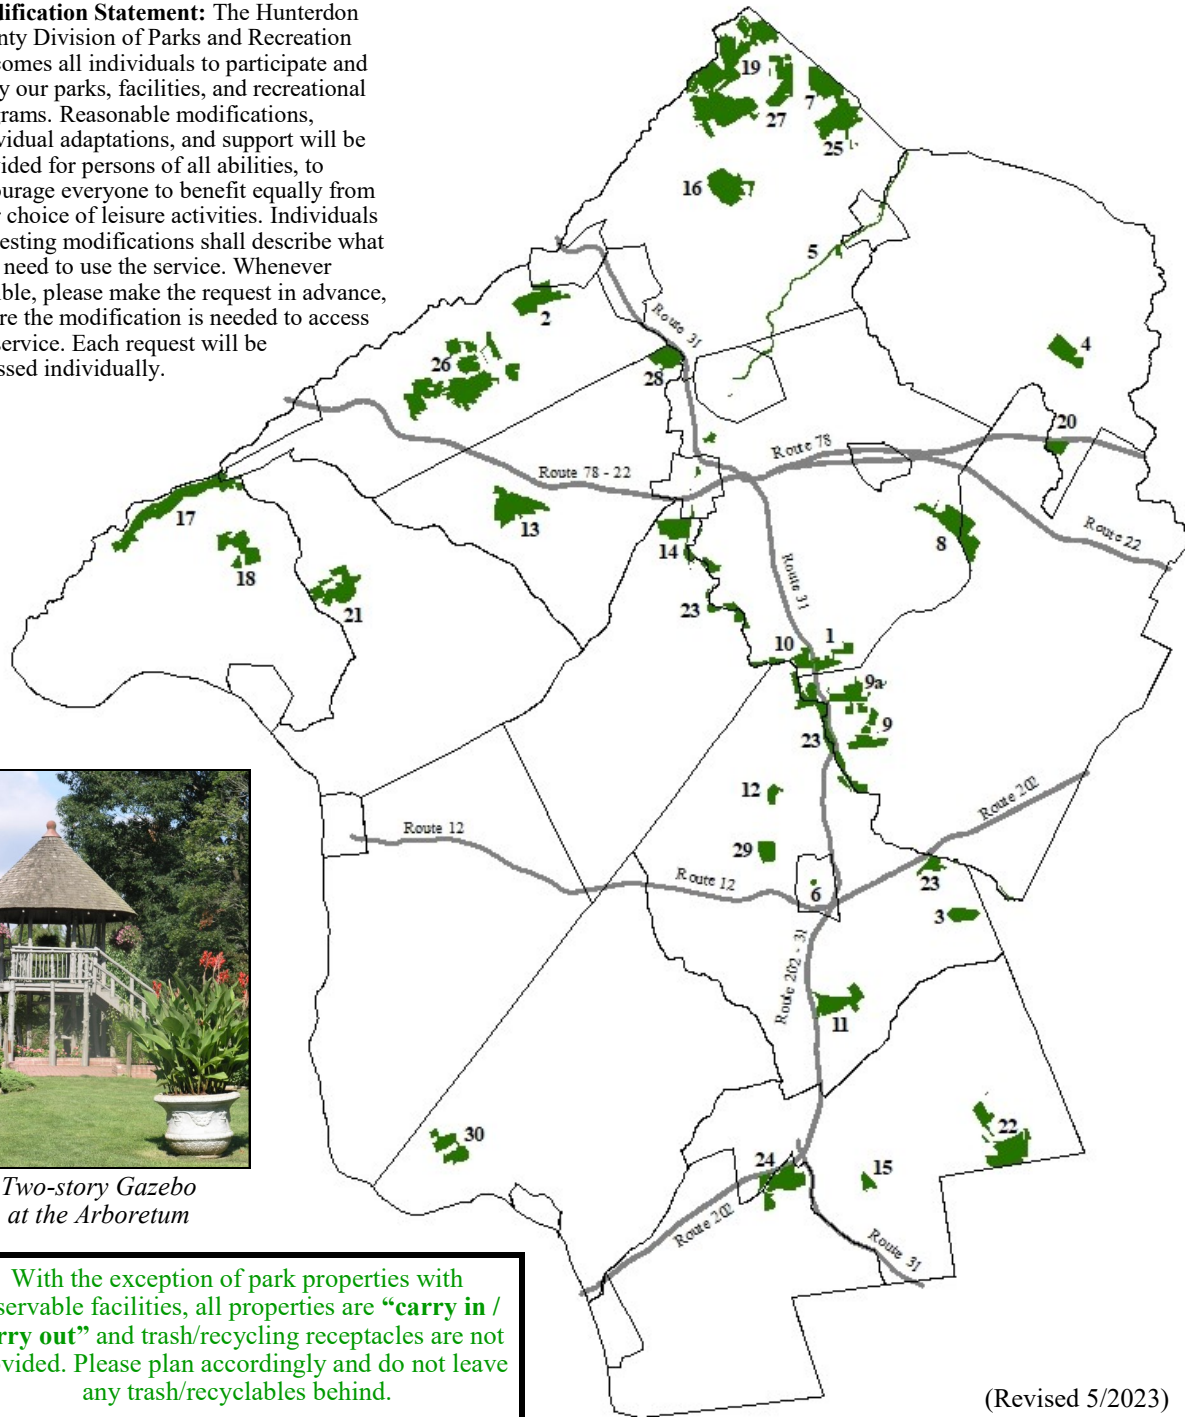 ification Statement: The Hunterdon
nty Division of Parks and Recreation
comes all individuals to participate and
y our parks, facilities, and recreational
grams. Reasonable modifications,
vidual adaptations, and support will be
vided for persons of all abilities, to
ourage everyone to benefit equally from
r choice of leisure activities. Individuals
esting modifications shall describe what
need to use the service. Whenever
ible, please make the request in advance,
re the modification is needed to access
service. Each request will be
ssed individually.
19
7
27
25
16
5
2
Route 31
26
28
4
20
Route 78
Route 78 - 22
17
13
14
8
Route 22
18
21
Route 31
23
10
1
9a
9
23
12
Route 202
Route 12
29
Route 12
6
23
3
Route 202 - 31
11
30
22
24
15
Route 202
Route 31
Two-story Gazebo
at the Arboretum
With the exception of park properties with
servable facilities, all properties are “carry in /
rry out” and trash/recycling receptacles are not
vided. Please plan accordingly and do not leave
any trash/recyclables behind.
(Revised 5/2023)